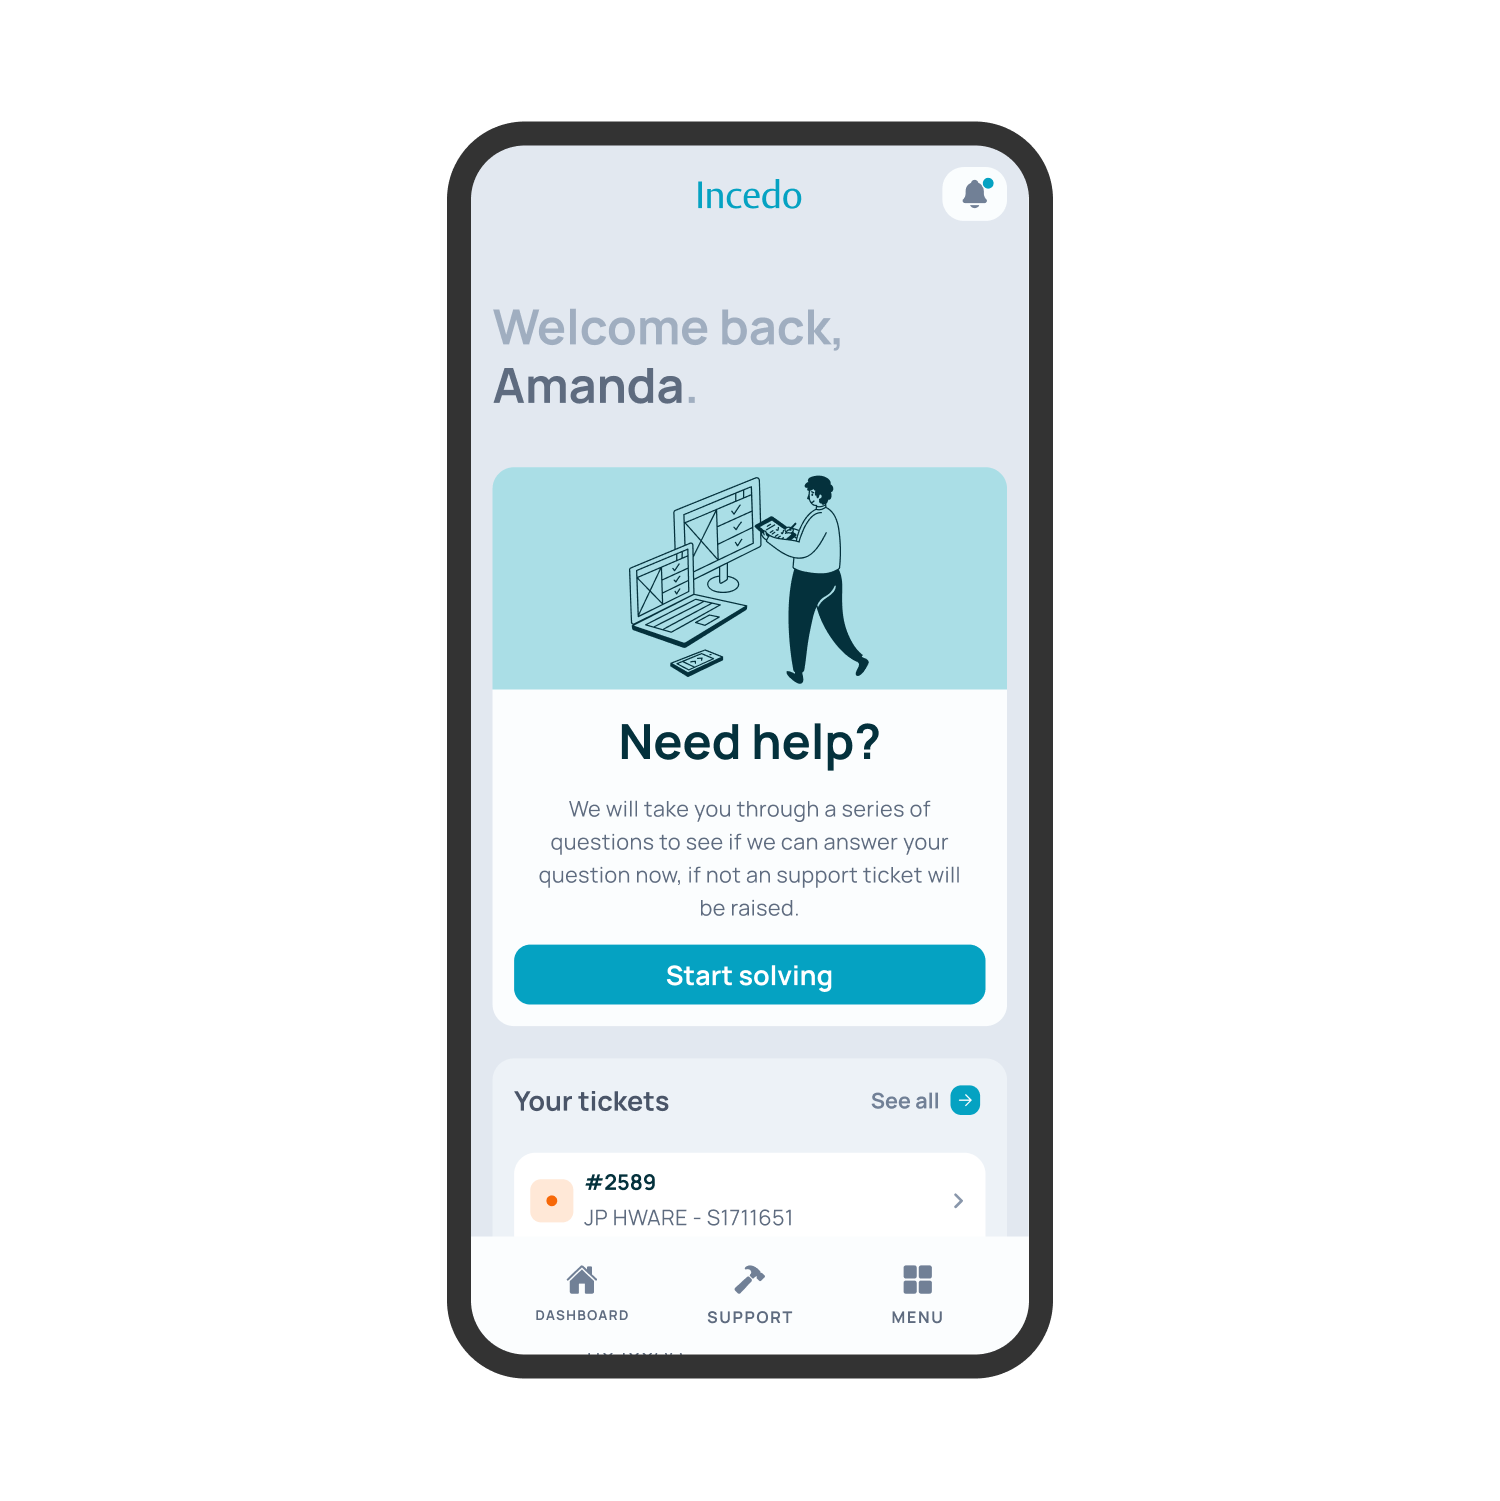 Incedo
Welcome back,
Amanda.
Need help?
We will take you through a series of
questions to see if we can answer your
question now, if not an support ticket will
be raised.
Start solving
Your tickets
See all
#2589
JP HWARE - S1711651
DASHBOARD
SUPPORT
MENU